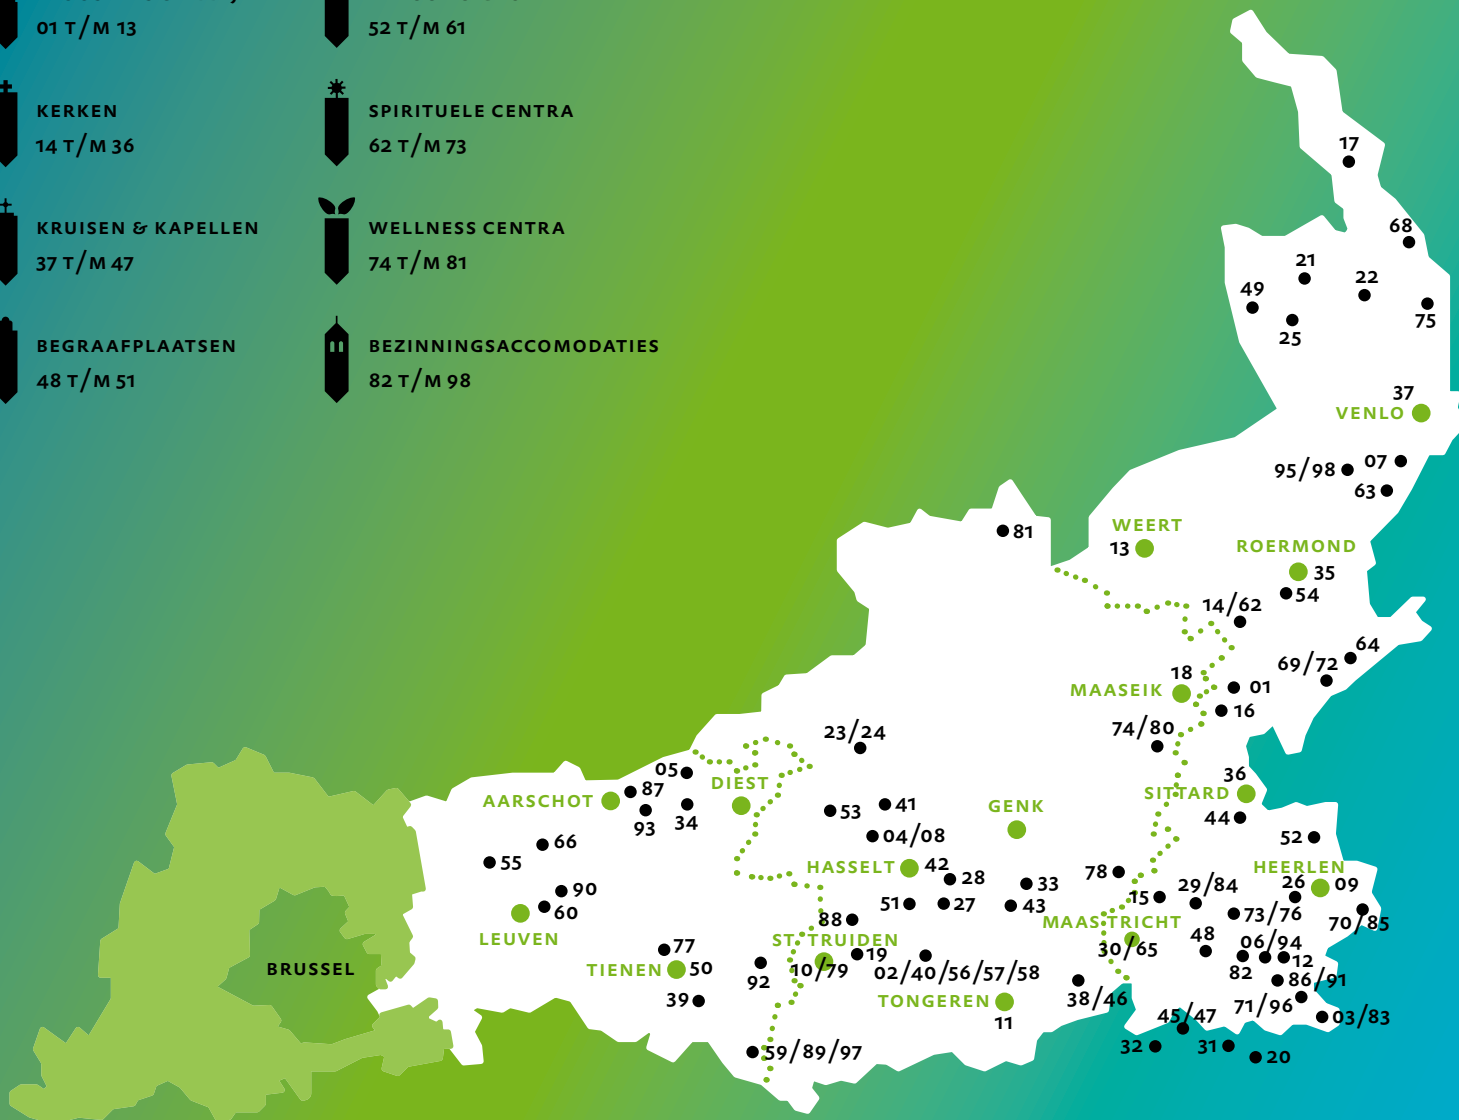 01 T/M 13
52 T/M 61
KERKEN
14 T/M 36
SPIRITUELE CENTRA
62 T/M 73
KRUISEN & KAPELLEN
37 T/M 47
WELLNESS CENTRA
74 T/M 81
BEGRAAFPLAATSEN
48 T/M 51
BEZINNINGSACCOMODATIES
82 T/M 98
17
68
21
22
49
75
25
37
VENLO
95/98
07
63
81
WEERT
13
ROERMOND
35
54
14/62
64
69/72
18
MAASEIK
01
16
74/80
23/24
05
87
DIEST
AARSCHOT
93
34
53
41
GENK
36
SITTARD
44
04/08
52
66
55
HASSELT
42
28
33
78
HEERLEN
26
09
90
60
51
27
43
15
29/84
73/76
70/85
LEUVEN
88
MAASTRICHT
30/65
48
06/94
12
82
77
TIENEN
50
92
ST. TRUIDEN
10/79
19
02/40/56/57/58
BRUSSEL
39
TONGEREN
11
38/46
86/91
71/96
03/83
45/47
59/89/97
32
31
20